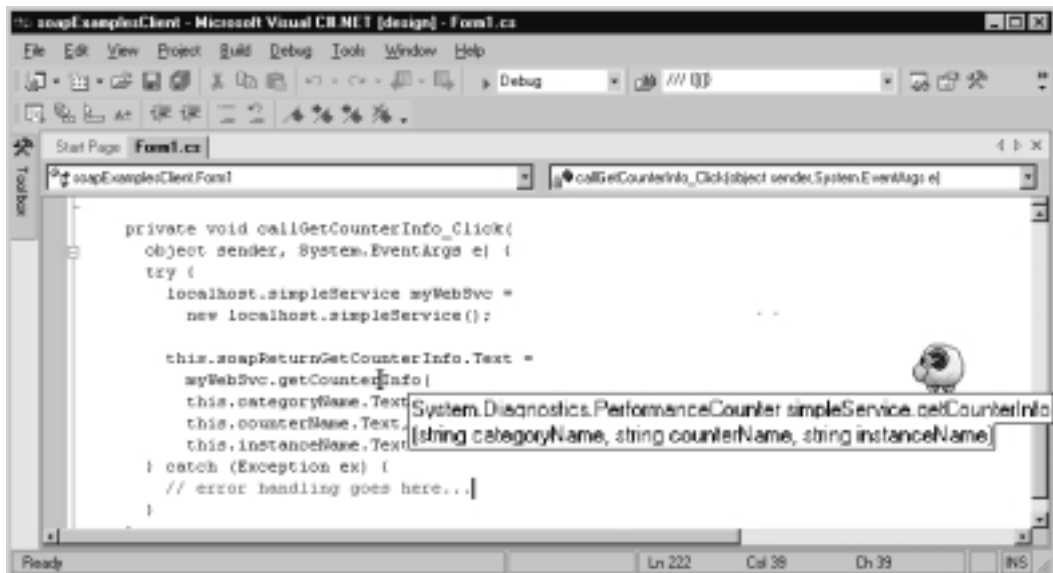 soapExamplesClient - Microsoft Visual C#.NET [design] - Form1.cs
File Edit View Project Build Debug Tools Window Help
Debug /// {{{}
A±
Start Page Form1.cs
Toolbox
soapExamplesClient.Form1 callGetCounterInfo_Click(object sender,System.EventArgs e)
private void callGetCounterInfo_Click(
object sender, System.EventArgs e) {
try {
localhost.simpleService myWebSvc =
new localhost.simpleService();
this.soapReturnGetCounterInfo.Text =
myWebSvc.getCounterInfo(
this.categoryName.Text
this.counterName.Text,
this.instanceName.Text
System.Diagnostics.PerformanceCounter simpleService.getCounterInfo
(string categoryName, string counterName, string instanceName)
} catch (Exception ex) {
// error handling goes here...
}
Ready Ln 222 Col 39 Ch 39 INS